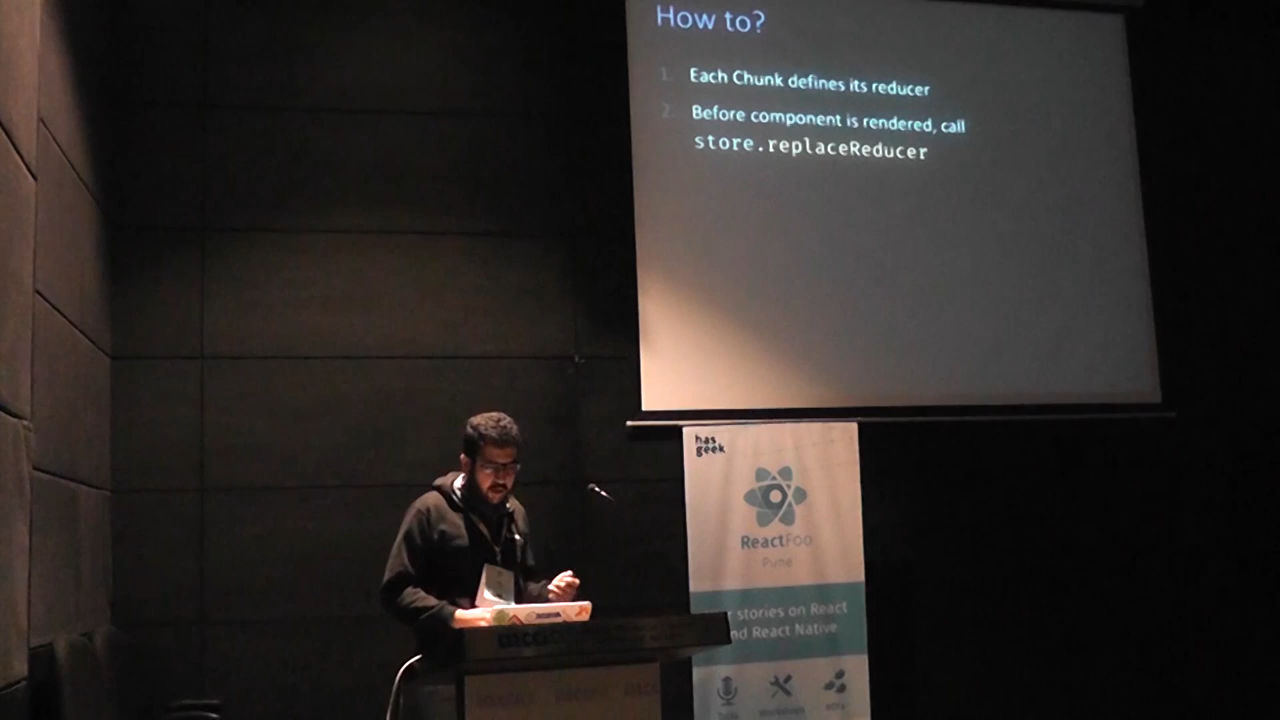 How to?
1. Each Chunk defines its reducer
2. Before component is rendered, call
store.replaceReducer
has
geek
ReactFoo
Pune
stories on React
nd React Native